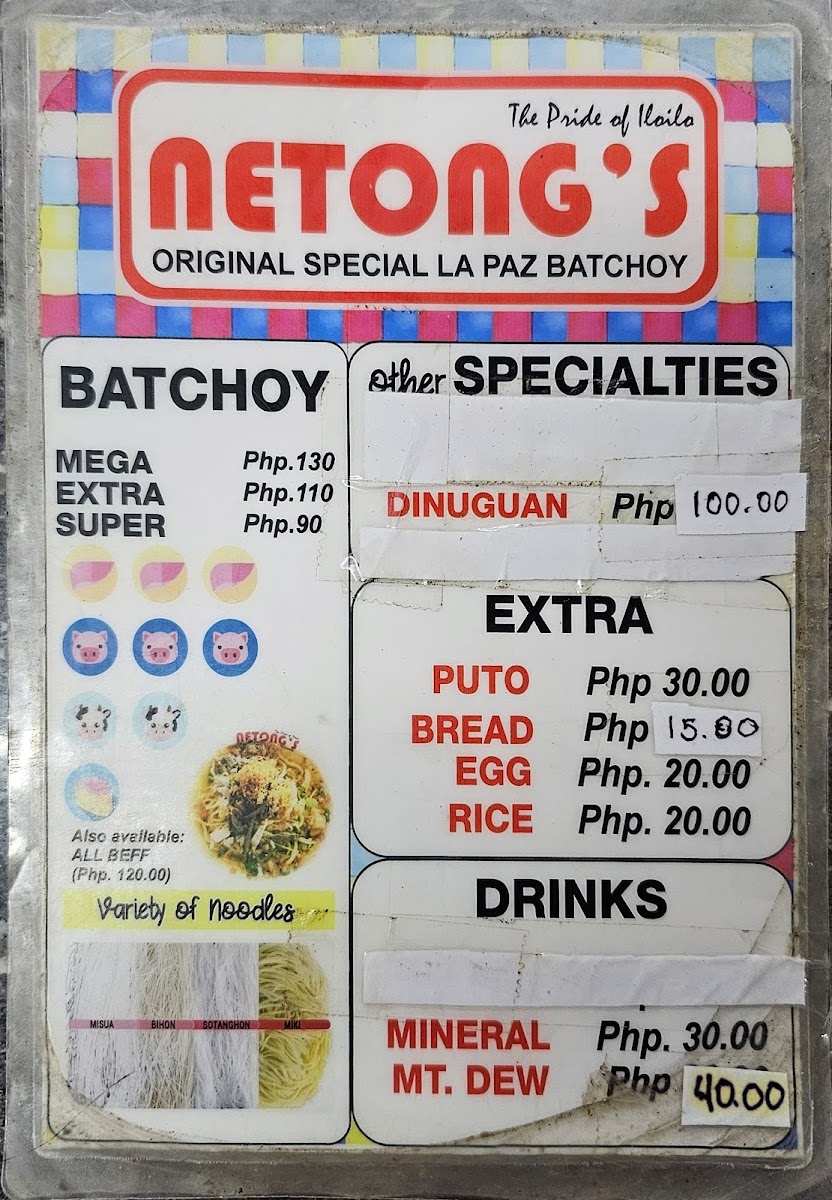 The Pride of Iloilo
NETONG'S
ORIGINAL SPECIAL LA PAZ BATCHOY
BATCHOY
MEGA Php.130
EXTRA Php.110
SUPER Php.90
NETONG'S
Also available:
ALL BEFF
(Php. 120.00)
Variety of Noodles
MISUA BIHON SOTANGHON MIKI
other SPECIALTIES
DINUGUAN Php 100.00
EXTRA
PUTO Php 30.00
BREAD Php 15.00
EGG Php. 20.00
RICE Php. 20.00
DRINKS
MINERAL Php. 30.00
MT. DEW Php 40.00